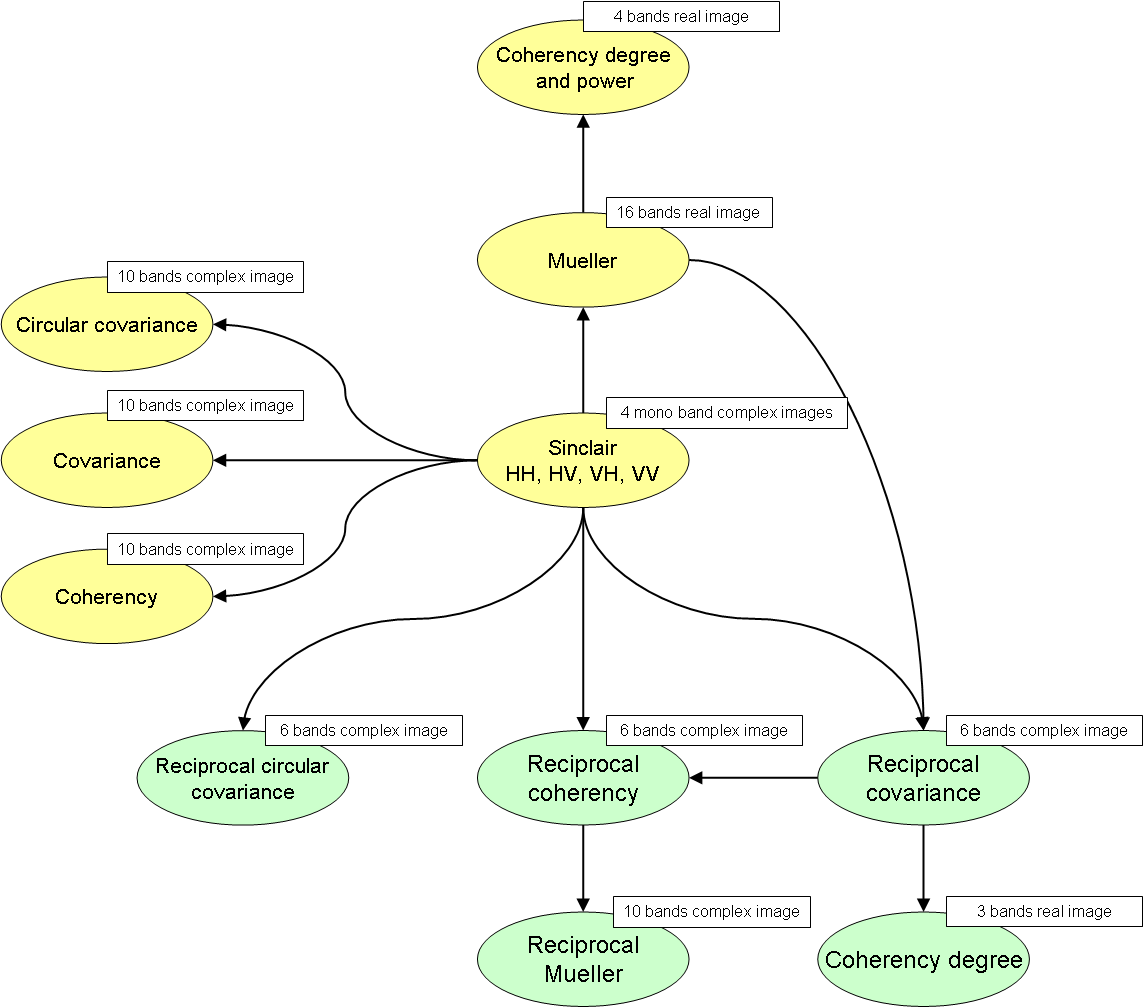 4 bands real image
Coherency degree
and power
16 bands real image
Mueller
10 bands complex image
Circular covariance
10 bands complex image
Covariance
4 mono band complex images
Sinclair
HH, HV, VH, VV
10 bands complex image
Coherency
6 bands complex image
Reciprocal circular
covariance
6 bands complex image
Reciprocal
coherency
6 bands complex image
Reciprocal
covariance
10 bands complex image
Reciprocal
Mueller
3 bands real image
Coherency degree